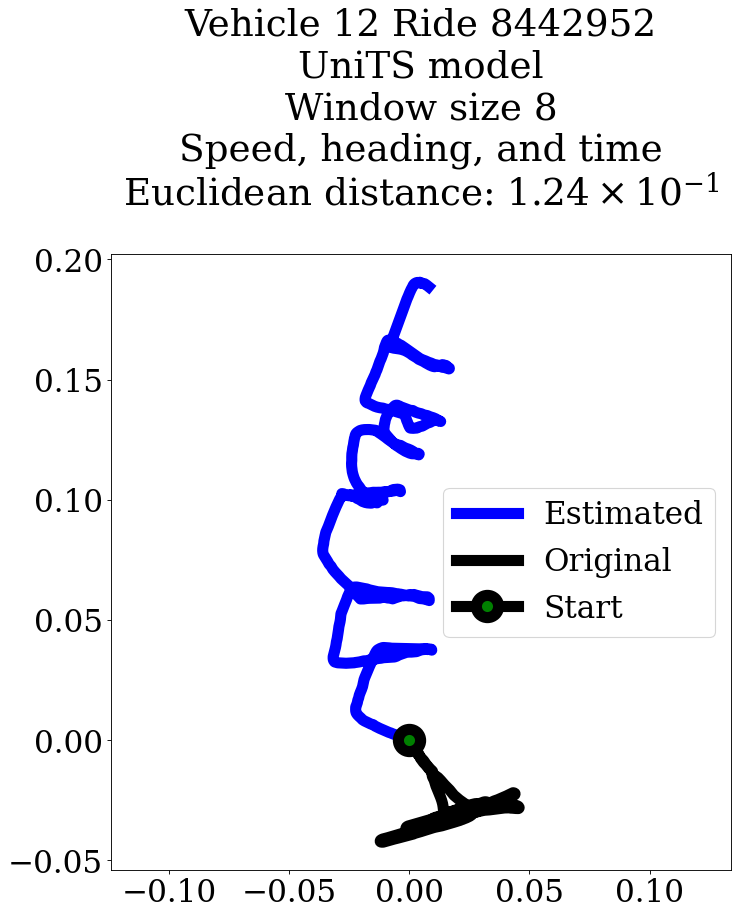 Vehicle 12 Ride 8442952
UniTS model
Window size 8
Speed, heading, and time
Euclidean distance: 1.24 × 10⁻¹
0.20
0.15
0.10
0.05
0.00
−0.05
Estimated
Original
Start
−0.10 −0.05 0.00 0.05 0.10